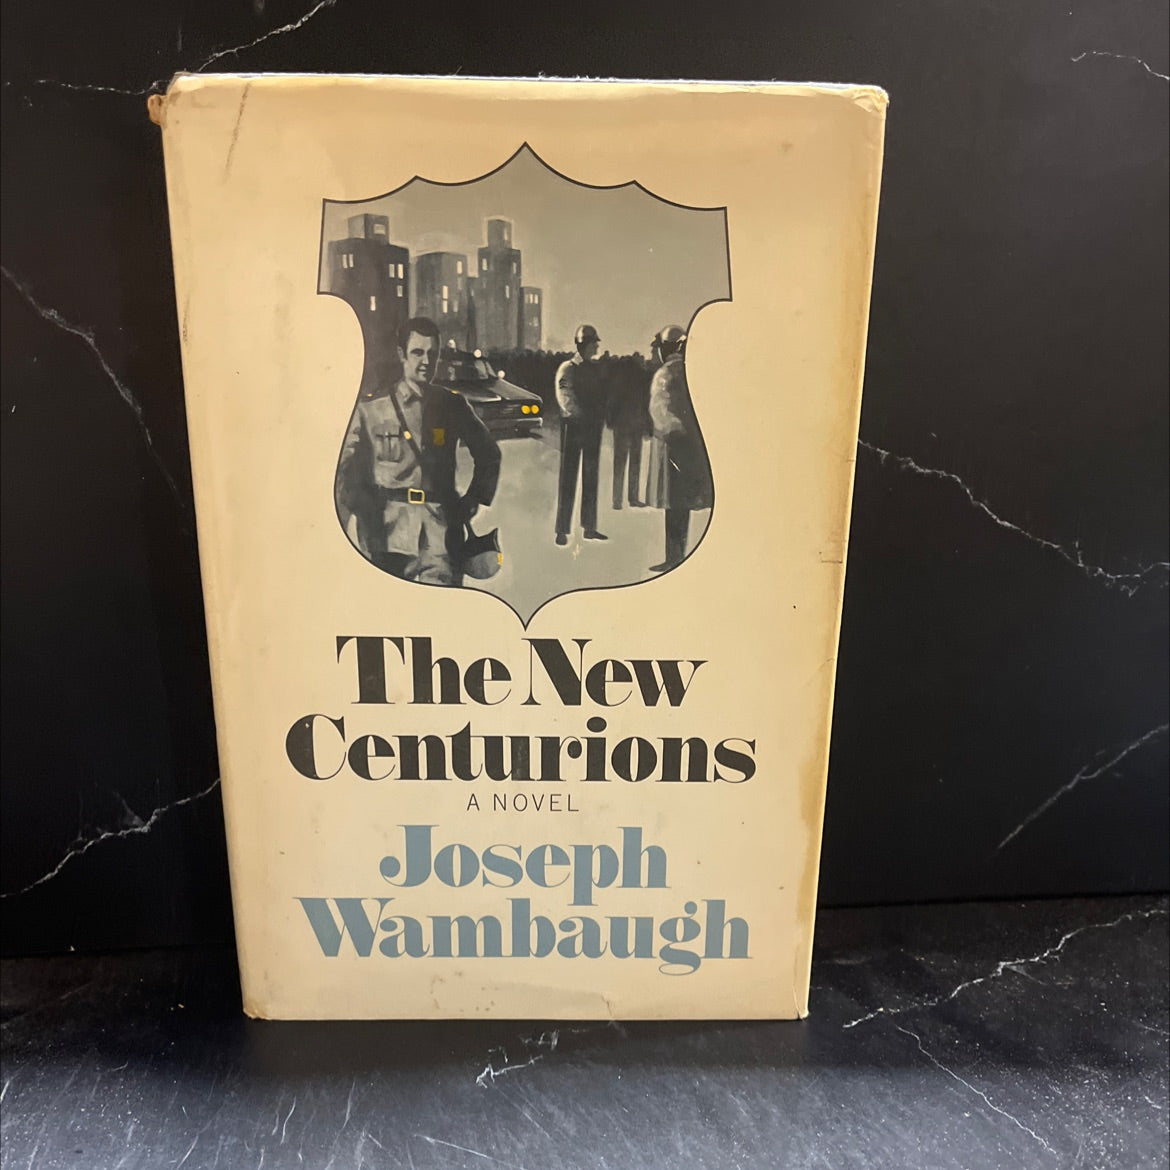 The New
Centurions
A NOVEL
Joseph
Wambaugh